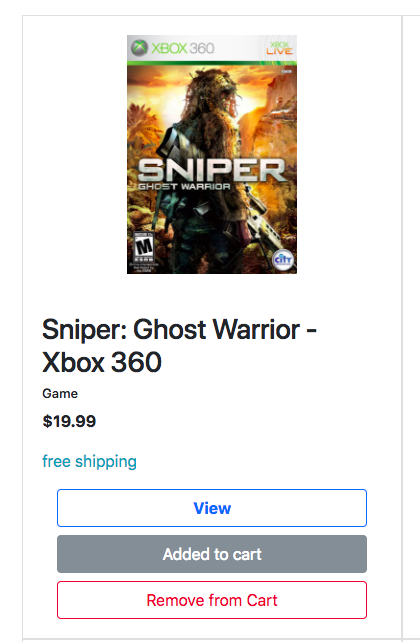 XBOX 360
XBOX
LIVE
SNIPER
GHOST WARRIOR
M
CITY
Sniper: Ghost Warrior -
Xbox 360
Game
$19.99
free shipping
View
Added to cart
Remove from Cart